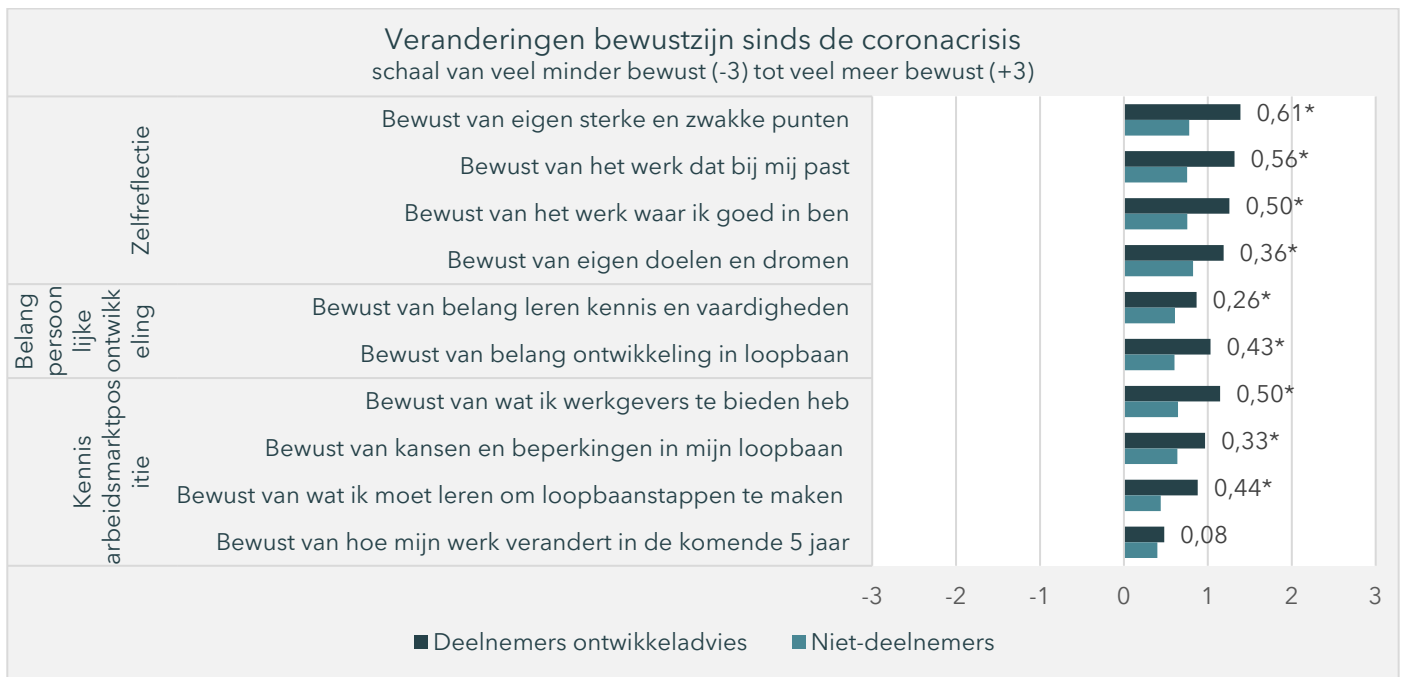 Veranderingen bewustzijn sinds de coronacrisis
schaal van veel minder bewust (-3) tot veel meer bewust (+3)
Zelfreflectie
Bewust van eigen sterke en zwakke punten
0,61*
Bewust van het werk dat bij mij past
0,56*
Bewust van het werk waar ik goed in ben
0,50*
Bewust van eigen doelen en dromen
0,36*
Belang
persoon
lijke
ontwikk
eling
Bewust van belang leren kennis en vaardigheden
0,26*
Bewust van belang ontwikkeling in loopbaan
0,43*
Kennis
arbeidsmarktpos
itie
Bewust van wat ik werkgevers te bieden heb
0,50*
Bewust van kansen en beperkingen in mijn loopbaan
0,33*
Bewust van wat ik moet leren om loopbaanstappen te maken
0,44*
Bewust van hoe mijn werk verandert in de komende 5 jaar
0,08
-3 -2 -1 0 1 2 3
Deelnemers ontwikkeladvies Niet-deelnemers